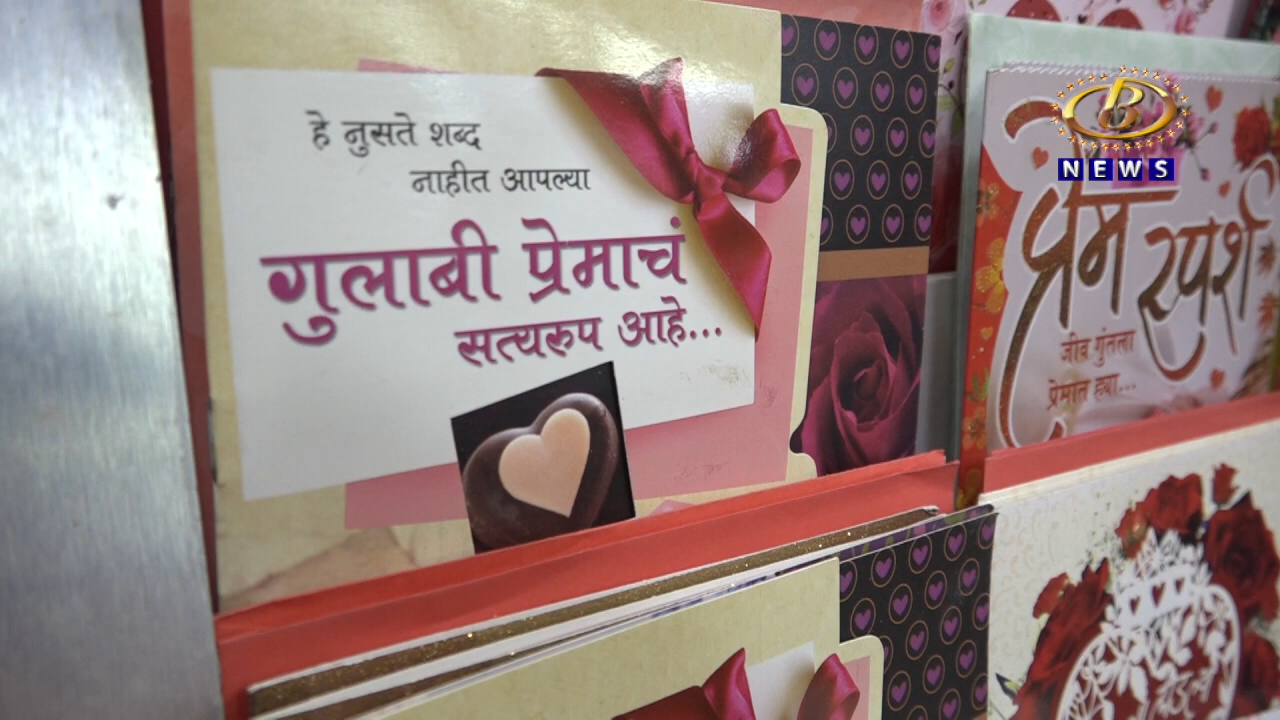 हे नुसते शब्द
नाहीत आपल्या
गुलाबी प्रेमाचं
सत्यरुप आहे...
B
NEWS
प्रेम स्पर्श
जीव गुंतला
प्रेमात ह्या...